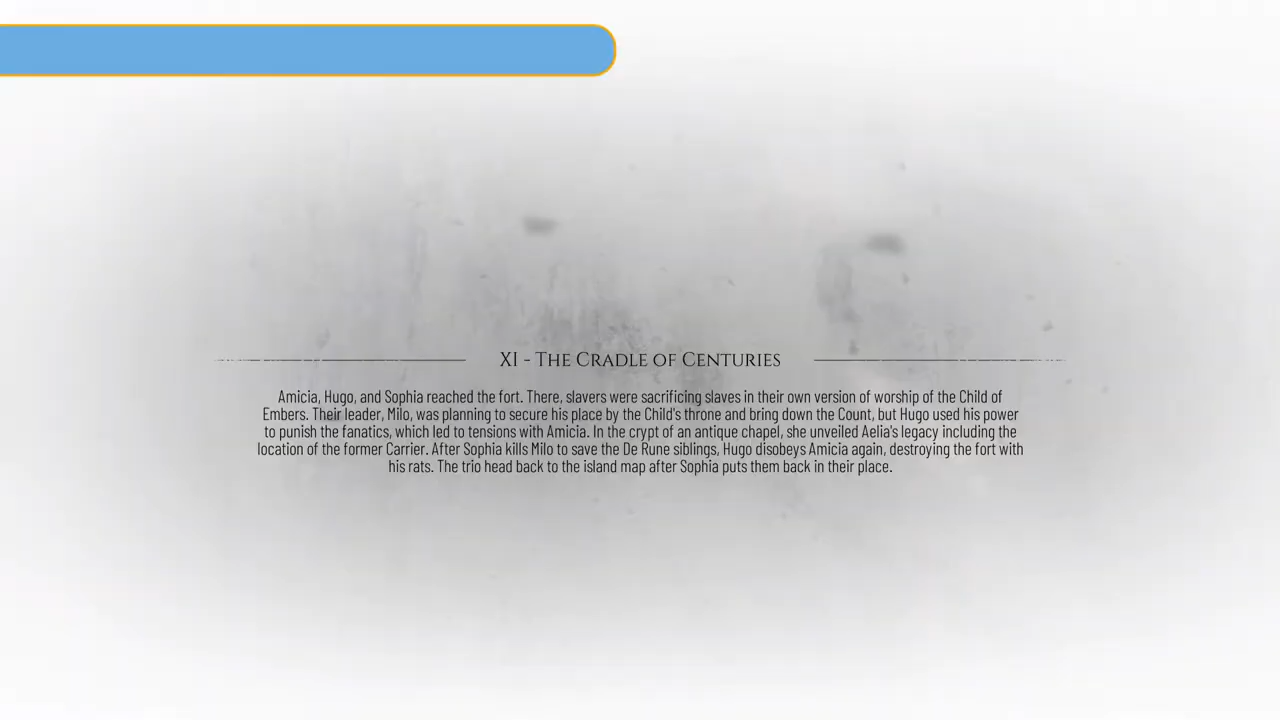 XI - The Cradle of Centuries
Amicia, Hugo, and Sophia reached the fort. There, slavers were sacrificing slaves in their own version of worship of the Child of
Embers. Their leader, Milo, was planning to secure his place by the Child's throne and bring down the Count, but Hugo used his power
to punish the fanatics, which led to tensions with Amicia. In the crypt of an antique chapel, she unveiled Aelia's legacy including the
location of the former Carrier. After Sophia kills Milo to save the De Rune siblings, Hugo disobeys Amicia again, destroying the fort with
his rats. The trio head back to the island map after Sophia puts them back in their place.